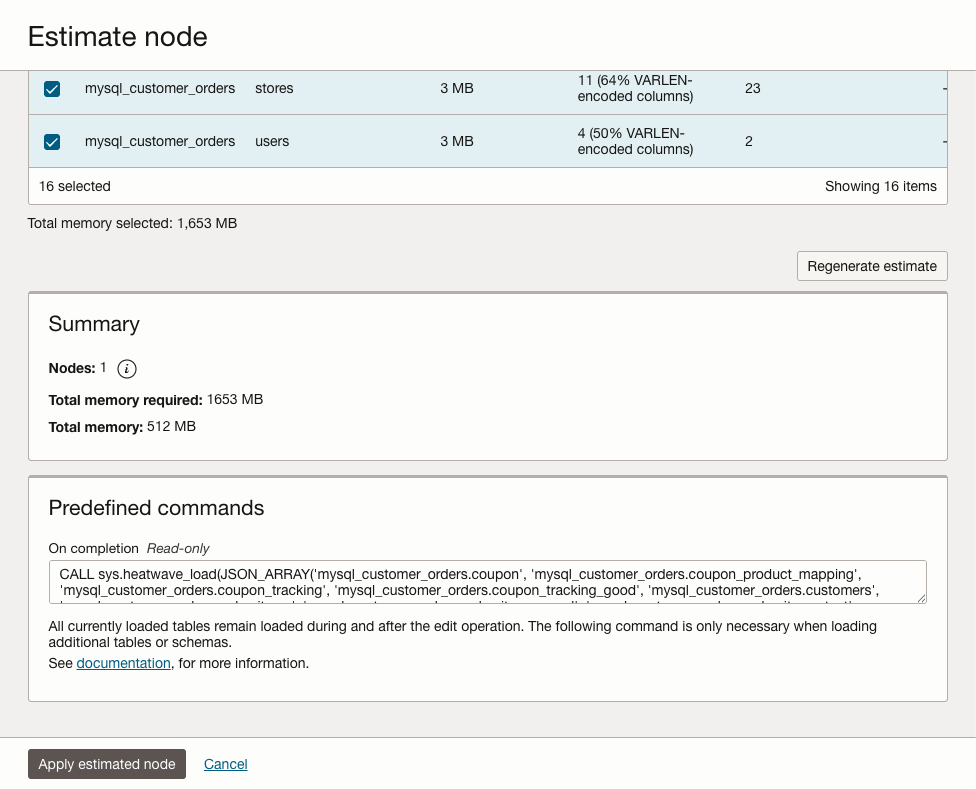 Estimate node
mysql_customer_orders stores 3 MB 11 (64% VARLEN-
encoded columns) 23 -
mysql_customer_orders users 3 MB 4 (50% VARLEN-
encoded columns) 2 -
16 selected Showing 16 items
Total memory selected: 1,653 MB
Regenerate estimate
Summary
Nodes: 1 i
Total memory required: 1653 MB
Total memory: 512 MB
Predefined commands
On completion Read-only
CALL sys.heatwave_load(JSON_ARRAY('mysql_customer_orders.coupon', 'mysql_customer_orders.coupon_product_mapping',
'mysql_customer_orders.coupon_tracking', 'mysql_customer_orders.coupon_tracking_good', 'mysql_customer_orders.customers',
All currently loaded tables remain loaded during and after the edit operation. The following command is only necessary when loading
additional tables or schemas.
See documentation, for more information.
Apply estimated node Cancel